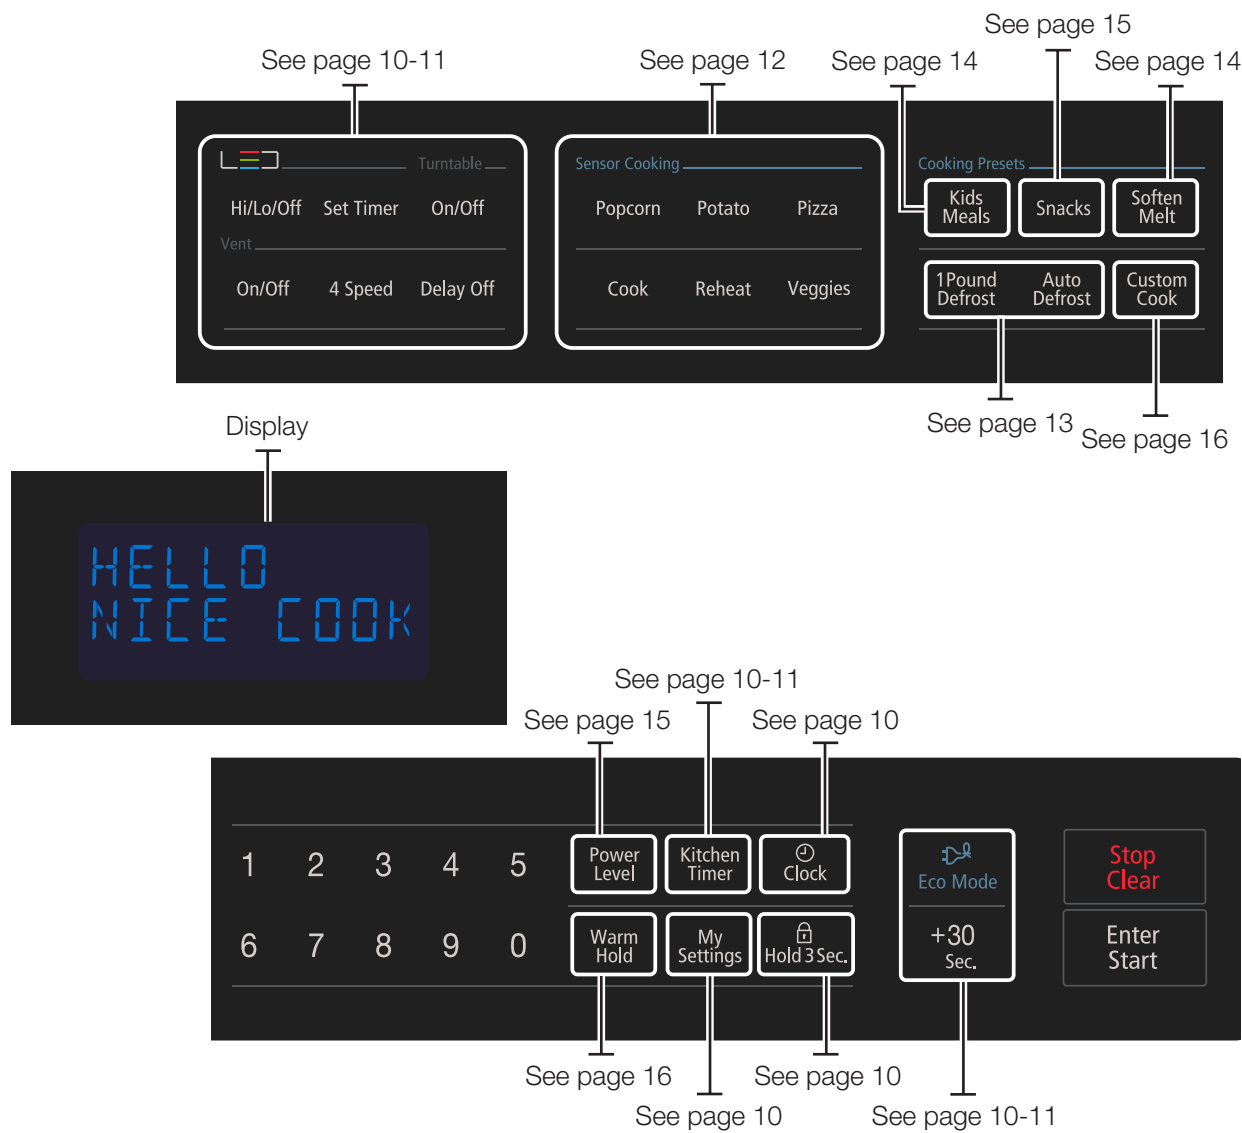 See page 15
See page 10-11
See page 12
See page 14
See page 14
LED
Turntable
Hi/Lo/Off
Set Timer
On/Off
Vent
On/Off
4 Speed
Delay Off
Sensor Cooking
Popcorn
Potato
Pizza
Cook
Reheat
Veggies
Cooking Presets
Kids
Meals
Snacks
Soften
Melt
1Pound
Defrost
Auto
Defrost
Custom
Cook
See page 13
See page 16
Display
HELLO
NICE COOK
See page 10-11
See page 15
See page 10
1 2 3 4 5
6 7 8 9 0
Power
Level
Kitchen
Timer
Clock
Warm
Hold
My
Settings
Hold 3 Sec.
Eco Mode
+30
Sec.
Stop
Clear
Enter
Start
See page 16
See page 10
See page 10
See page 10-11